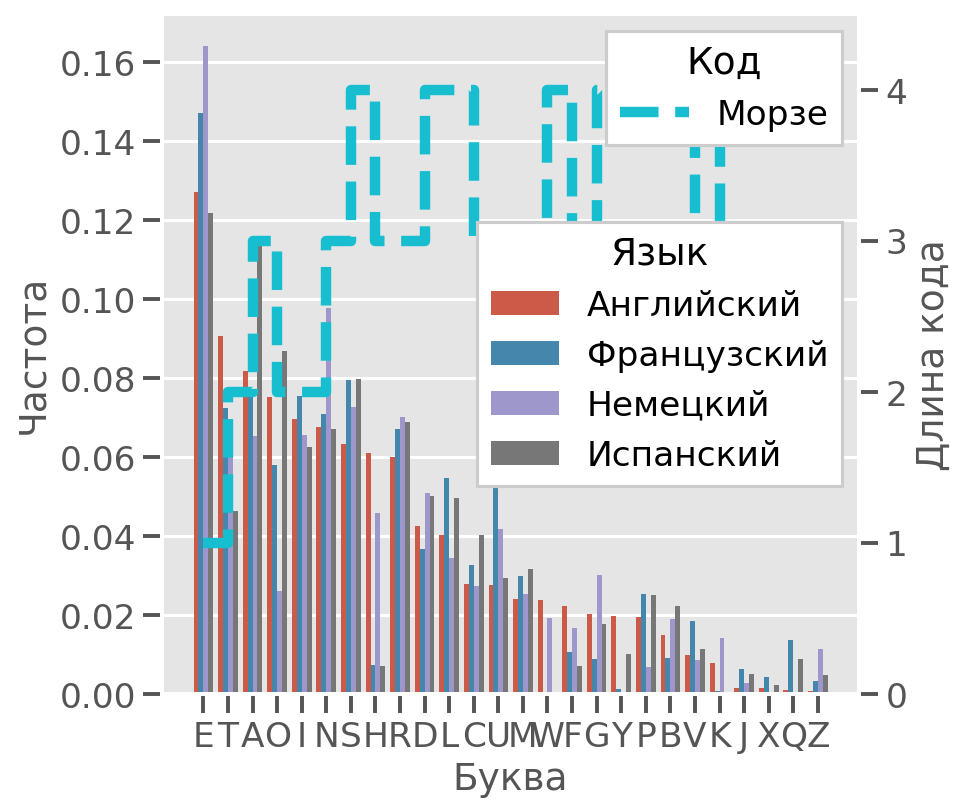 Код
Морзе
Язык
Английский
Французский
Немецкий
Испанский
Частота
0.16
0.14
0.12
0.10
0.08
0.06
0.04
0.02
0.00
4
3
2
1
0
Длина кода
E T A O I N S H R D L C U M W F G Y P B V K J X Q Z
Буква